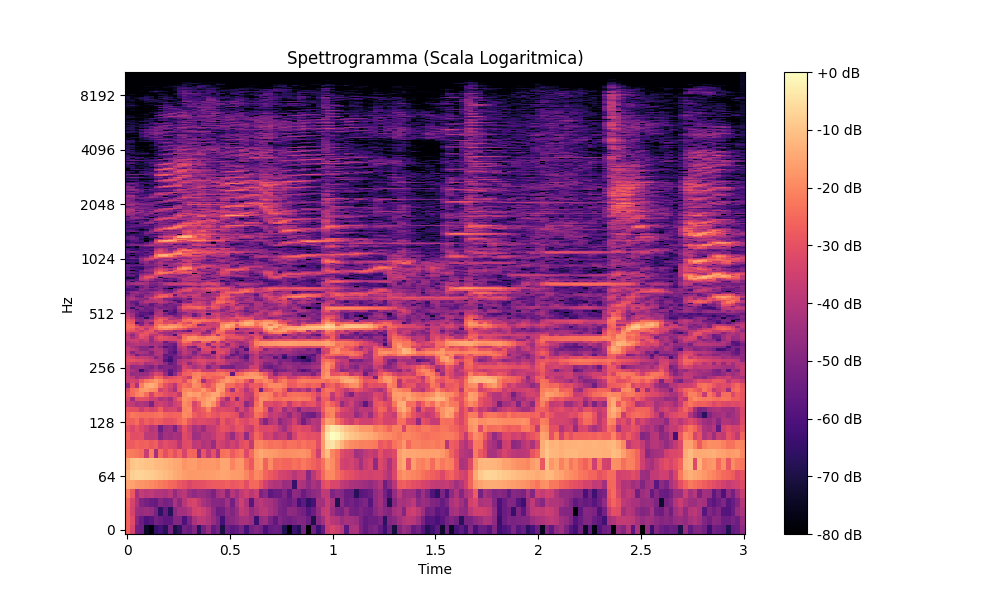 Spettrogramma (Scala Logaritmica)
Hz
8192
4096
2048
1024
512
256
128
64
0
0 0.5 1 1.5 2 2.5 3
Time
+0 dB
-10 dB
-20 dB
-30 dB
-40 dB
-50 dB
-60 dB
-70 dB
-80 dB